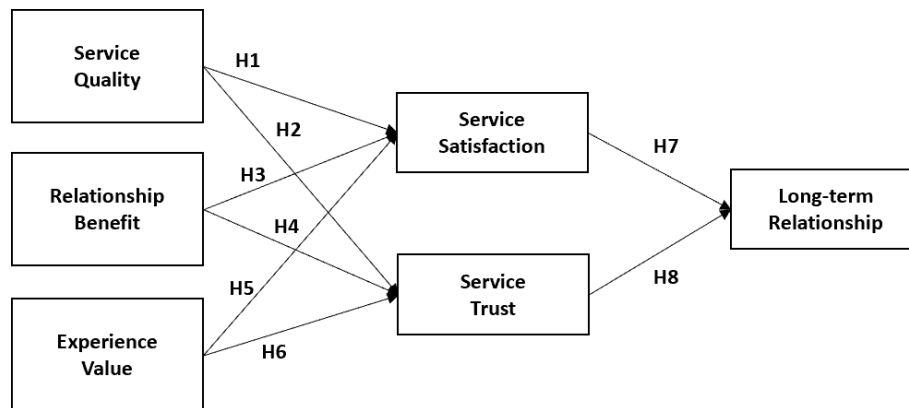 Service
Quality
H1
H2
Service
Satisfaction
H7
Relationship
Benefit
H3
H4
Long-term
Relationship
Service
Trust
H8
H5
H6
Experience
Value